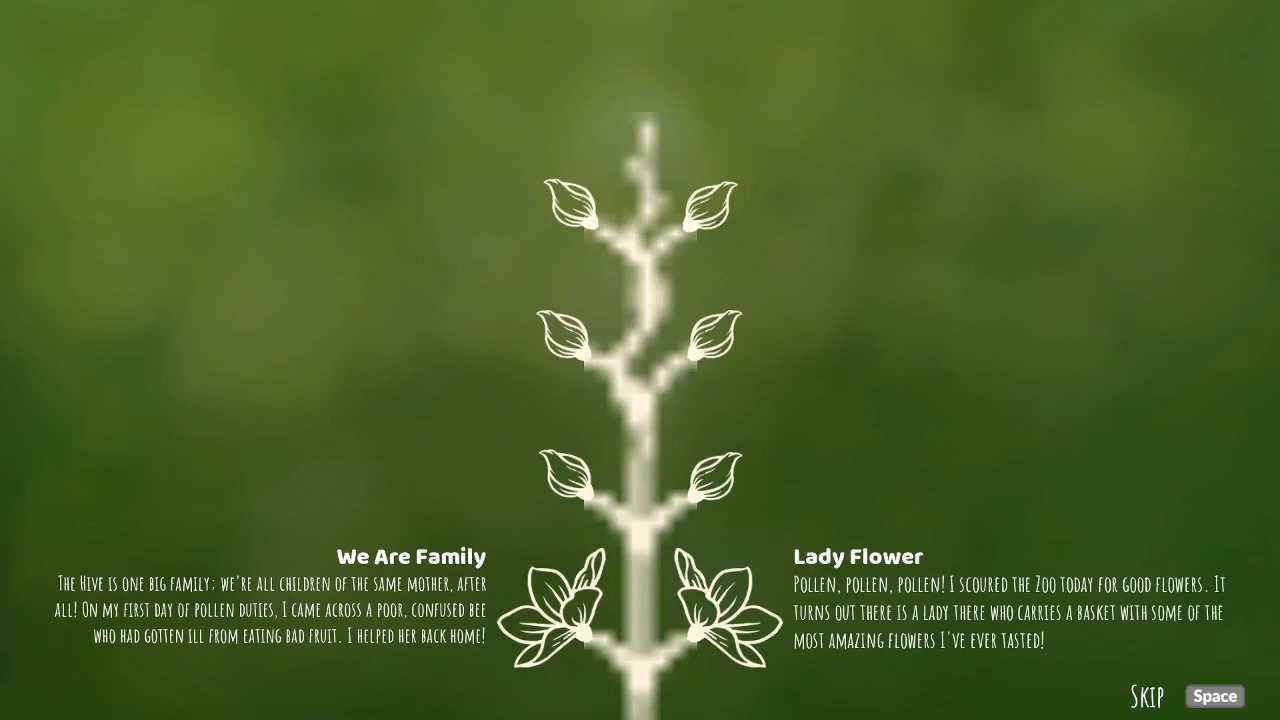 We Are Family
The Hive is one big family; we're all children of the same mother, after
all! On my first day of pollen duties, I came across a poor, confused bee
who had gotten ill from eating bad fruit. I helped her back home!
Lady Flower
Pollen, pollen, pollen! I scoured the Zoo today for good flowers. It
turns out there is a lady there who carries a basket with some of the
most amazing flowers I've ever tasted!
Skip Space